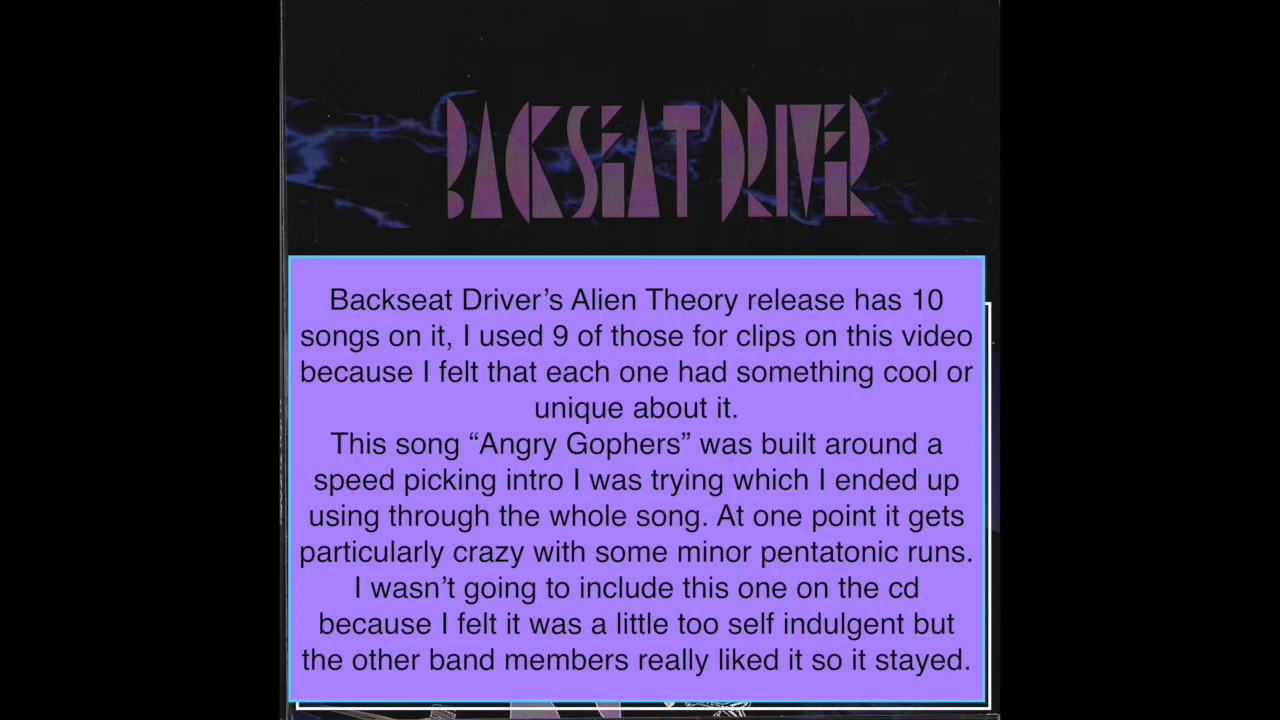 BACKSEAT DRIVER
Backseat Driver’s Alien Theory release has 10
songs on it, I used 9 of those for clips on this video
because I felt that each one had something cool or
unique about it.
This song “Angry Gophers” was built around a
speed picking intro I was trying which I ended up
using through the whole song. At one point it gets
particularly crazy with some minor pentatonic runs.
I wasn’t going to include this one on the cd
because I felt it was a little too self indulgent but
the other band members really liked it so it stayed.